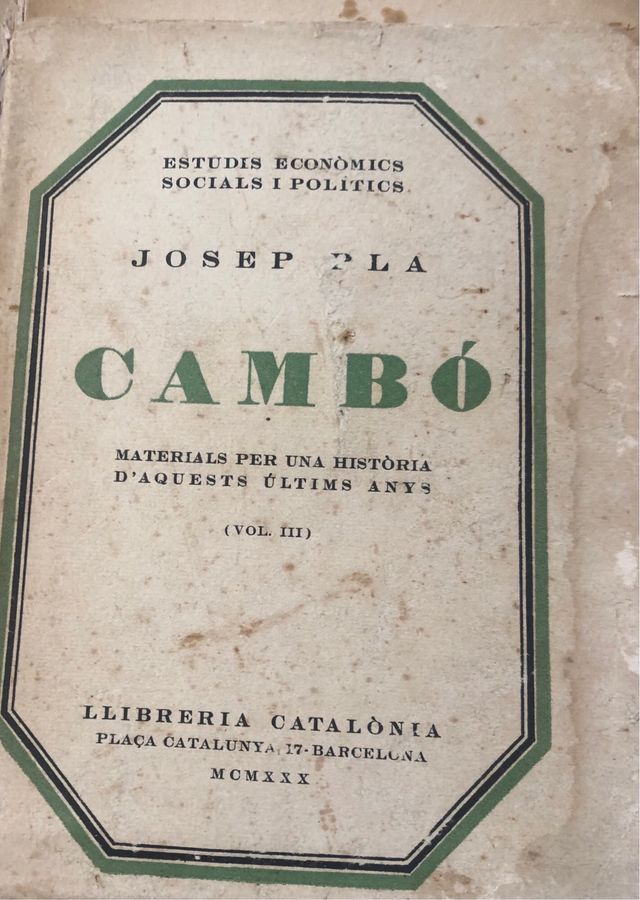 ESTUDIS ECONÒMICS
SOCIALS I POLÍTICS
JOSEP PLA
CAMBÓ
MATERIALS PER UNA HISTÒRIA
D'AQUESTS ÚLTIMS ANYS
(VOL. III)
LLIBRERIA CATALÒNIA
PLAÇA CATALUNYA, 17-BARCELONA
MCMXXX